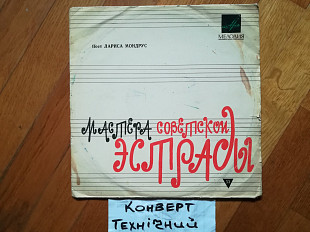 МЕЛОДИЯ
Поет ЛАРИСА МОНДРУС
МАСТЕРА СОВЕТСКОЙ
ЭСТРАДЫ
КОНВЕРТ
ТЕХНІЧНИЙ